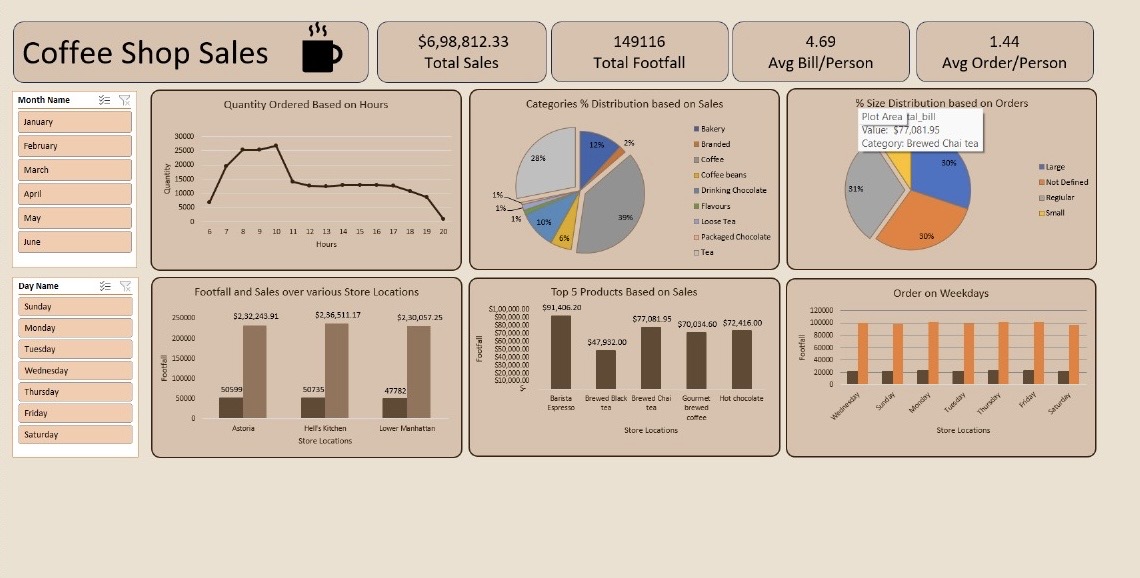 Coffee Shop Sales
$6,98,812.33
Total Sales
149116
Total Footfall
4.69
Avg Bill/Person
1.44
Avg Order/Person
Month Name
January
February
March
April
May
June
Day Name
Sunday
Monday
Tuesday
Wednesday
Thursday
Friday
Saturday
Quantity Ordered Based on Hours
Quantity
30000
25000
20000
15000
10000
5000
0
6 7 8 9 10 11 12 13 14 15 16 17 18 19 20
Hours
Categories % Distribution based on Sales
12%
2%
39%
6%
10%
1%
1%
1%
28%
Bakery
Branded
Coffee
Coffee beans
Drinking Chocolate
Flavours
Loose Tea
Packaged Chocolate
Tea
% Size Distribution based on Orders
Plot Area tal_bill
Value: $77,081.95
Category: Brewed Chai tea
30%
30%
31%
Large
Not Defined
Reglular
Small
Footfall and Sales over various Store Locations
Footfall
250000
200000
150000
100000
50000
0
50599
$2,32,243.91
50735
$2,36,511.17
47782
$2,30,057.25
Astoria Hell's Kitchen Lower Manhattan
Store Locations
Top 5 Products Based on Sales
Footfall
$1,00,000.00
$90,000.00
$80,000.00
$70,000.00
$60,000.00
$50,000.00
$40,000.00
$30,000.00
$20,000.00
$10,000.00
$-
$91,406.20
$47,932.00
$77,081.95
$70,034.60
$72,416.00
Barista
Espresso
Brewed Black
tea
Brewed Chai
tea
Gourmet
brewed
coffee
Hot chocolate
Store Locations
Order on Weekdays
Footfall
120000
100000
80000
60000
40000
20000
0
Wednesday
Sunday
Monday
Tuesday
Thursday
Friday
Saturday
Store Locations